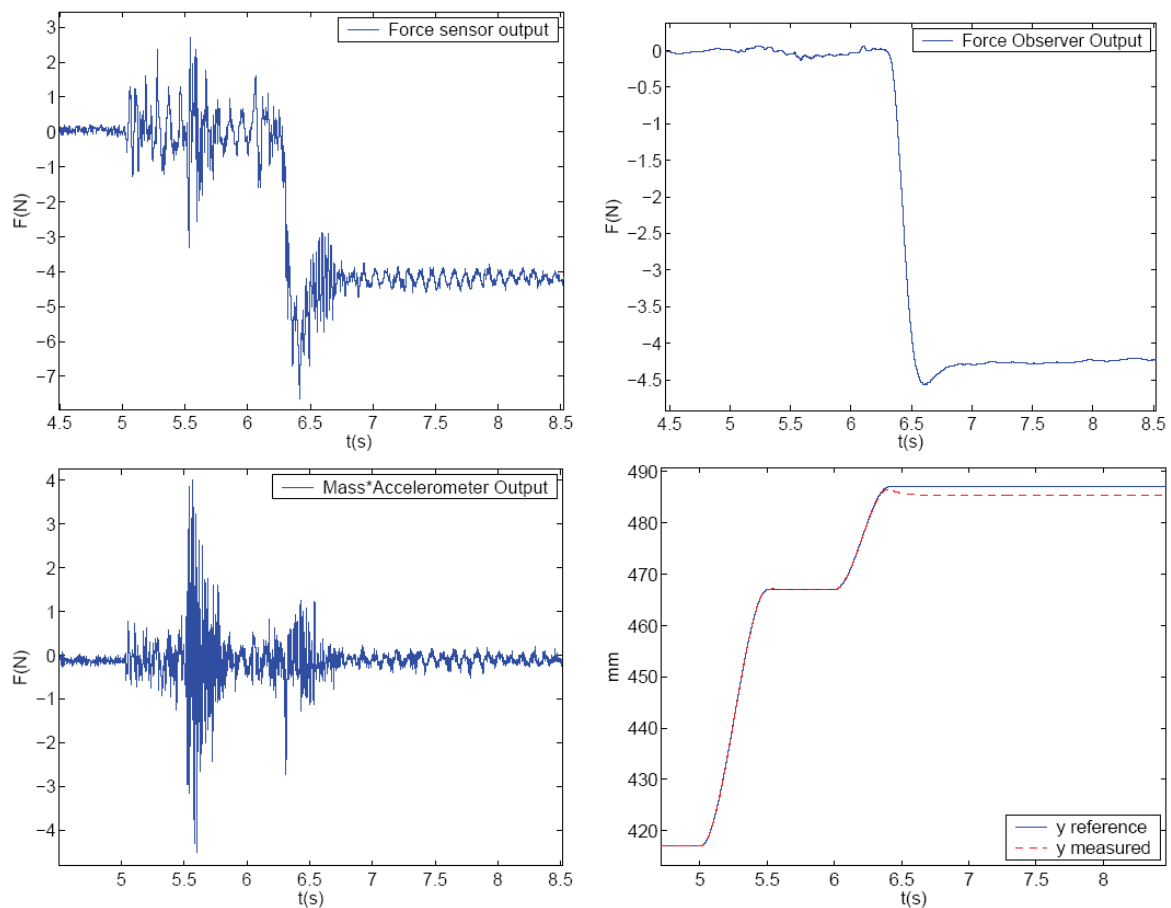 Force sensor output
3
2
1
0
−1
−2
−3
−4
−5
−6
−7
F(N)
4.5 5 5.5 6 6.5 7 7.5 8 8.5
t(s)
Force Observer Output
0
−0.5
−1
−1.5
−2
−2.5
−3
−3.5
−4
−4.5
F(N)
4.5 5 5.5 6 6.5 7 7.5 8 8.5
t(s)
Mass*Accelerometer Output
4
3
2
1
0
−1
−2
−3
−4
F(N)
5 5.5 6 6.5 7 7.5 8 8.5
t(s)
490
480
470
460
450
440
430
420
mm
y reference
y measured
5 5.5 6 6.5 7 7.5 8
t(s)